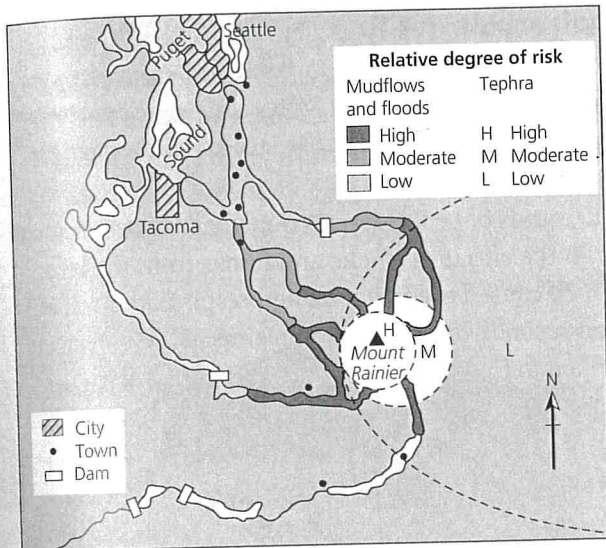 Seattle
Puget
Sound
Tacoma
Relative degree of risk
Mudflows and floods
Tephra
High
H High
Moderate
M Moderate
Low
L Low
H
Mount
Rainier
M
L
N
City
Town
Dam